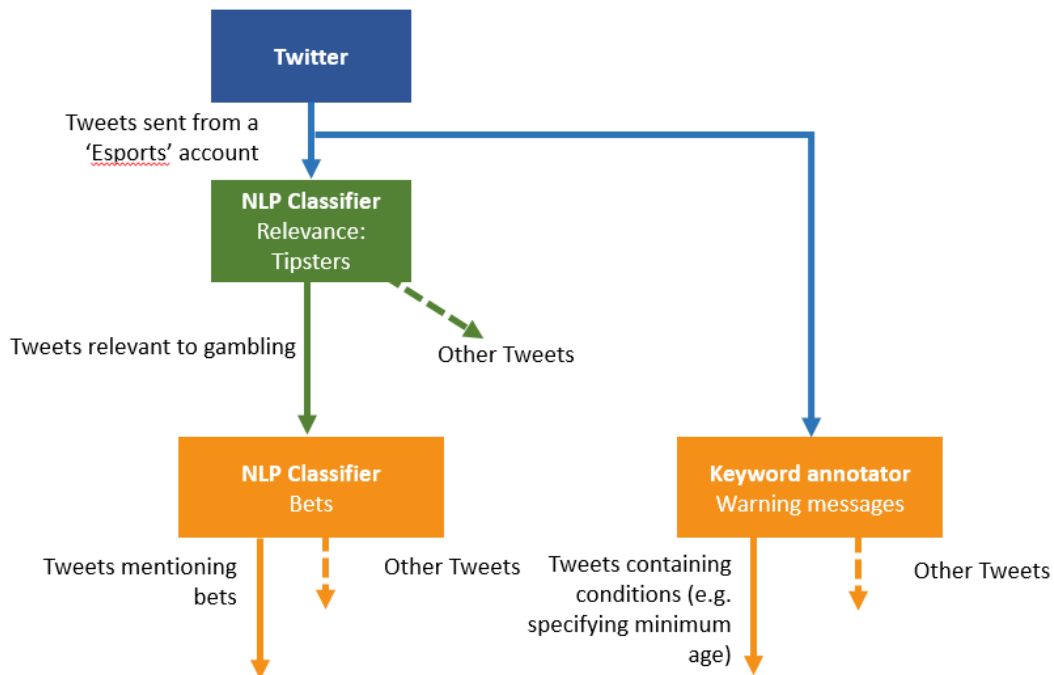 Twitter
Tweets sent from a
‘Esports’ account
NLP Classifier
Relevance:
Tipsters
Tweets relevant to gambling
Other Tweets
NLP Classifier
Bets
Keyword annotator
Warning messages
Tweets mentioning
bets
Other Tweets
Tweets containing
conditions (e.g.
specifying minimum
age)
Other Tweets